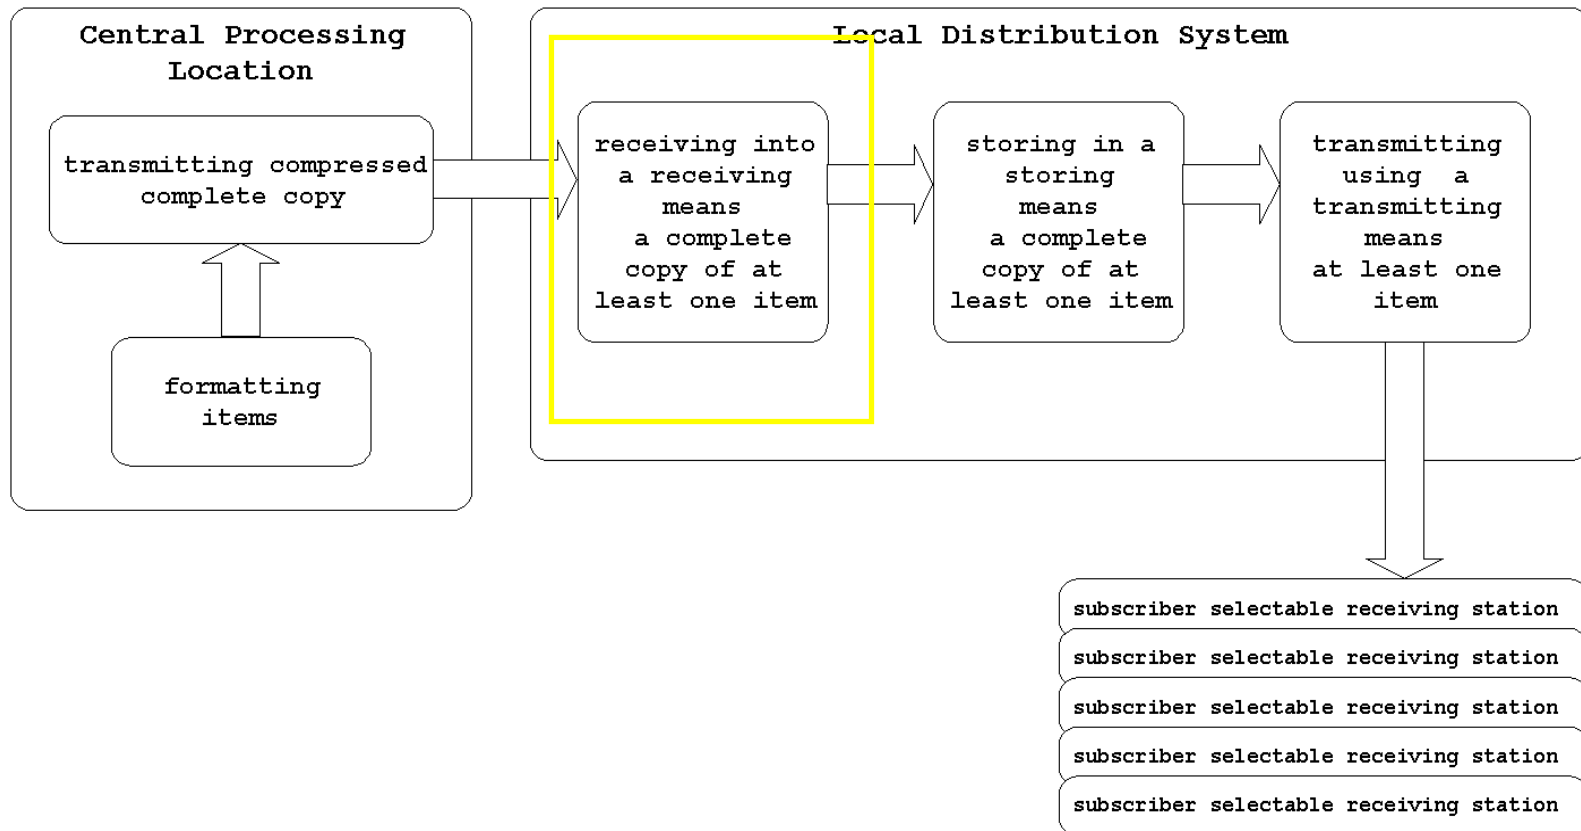 Central Processing
Location
transmitting compressed
complete copy
formatting
items
Local Distribution System
receiving into
a receiving
means
a complete
copy of at
least one item
storing in a
storing
means
a complete
copy of at
least one item
transmitting
using a
transmitting
means
at least one
item
subscriber selectable receiving station
subscriber selectable receiving station
subscriber selectable receiving station
subscriber selectable receiving station
subscriber selectable receiving station